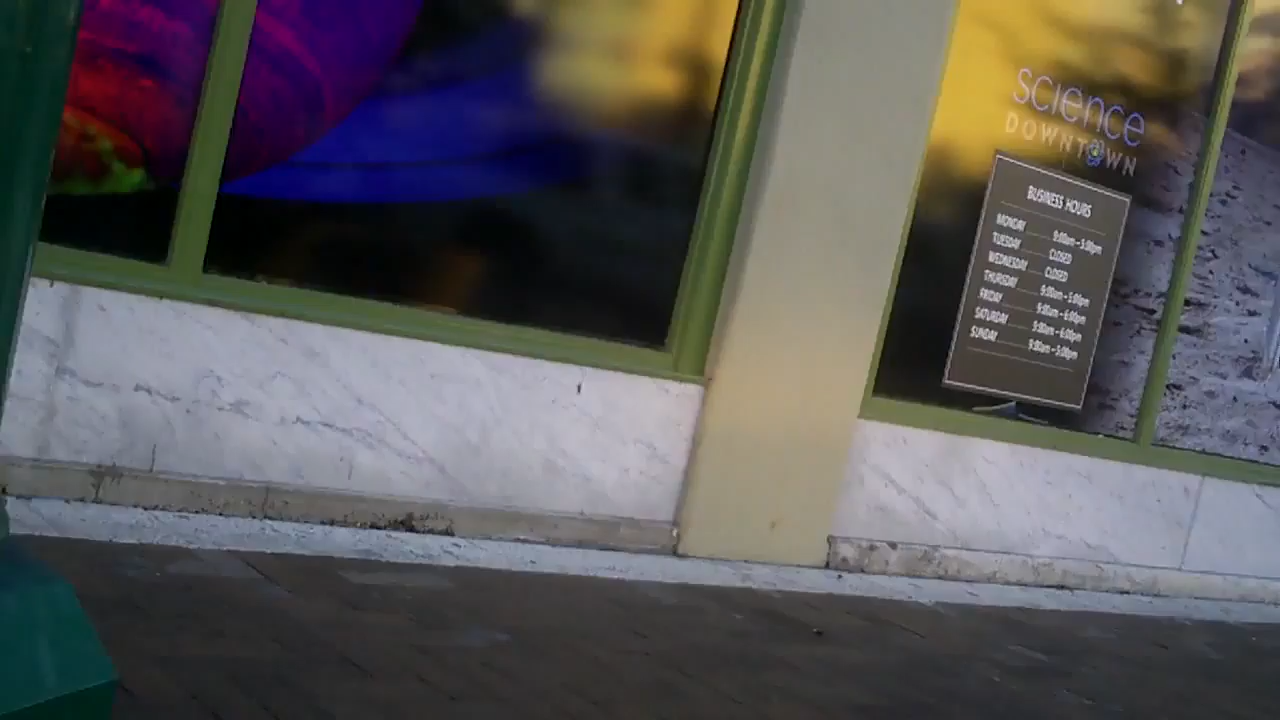 science
DOWNTOWN
BUSINESS HOURS
MONDAY 9:00am - 5:00pm
TUESDAY CLOSED
WEDNESDAY CLOSED
THURSDAY 9:00am - 5:00pm
FRIDAY 9:00am - 6:00pm
SATURDAY 9:00am - 6:00pm
SUNDAY 9:00am - 5:00pm